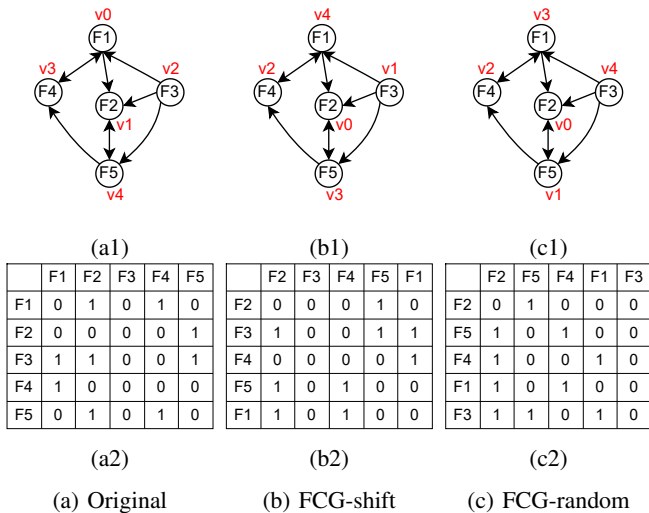 v0 v4 v3
F1 F1 F1
v3 v2 v2 v1 v2 v4
F4 F2 F3 F4 F2 F3 F4 F2 F3
v1 v0 v0
F5 F5 F5
v4 v3 v1
(a1) (b1) (c1)
F1 F2 F3 F4 F5 F2 F3 F4 F5 F1 F2 F5 F4 F1 F3
F1 0 1 0 1 0 F2 0 0 0 1 0 F2 0 1 0 0 0
F2 0 0 0 0 1 F3 1 0 0 1 1 F5 1 0 1 0 0
F3 1 1 0 0 1 F4 0 0 0 0 1 F4 1 0 0 1 0
F4 1 0 0 0 0 F5 1 0 1 0 0 F1 1 0 1 0 0
F5 0 1 0 1 0 F1 1 0 1 0 0 F3 1 1 0 1 0
(a2) (b2) (c2)
(a) Original (b) FCG-shift (c) FCG-random